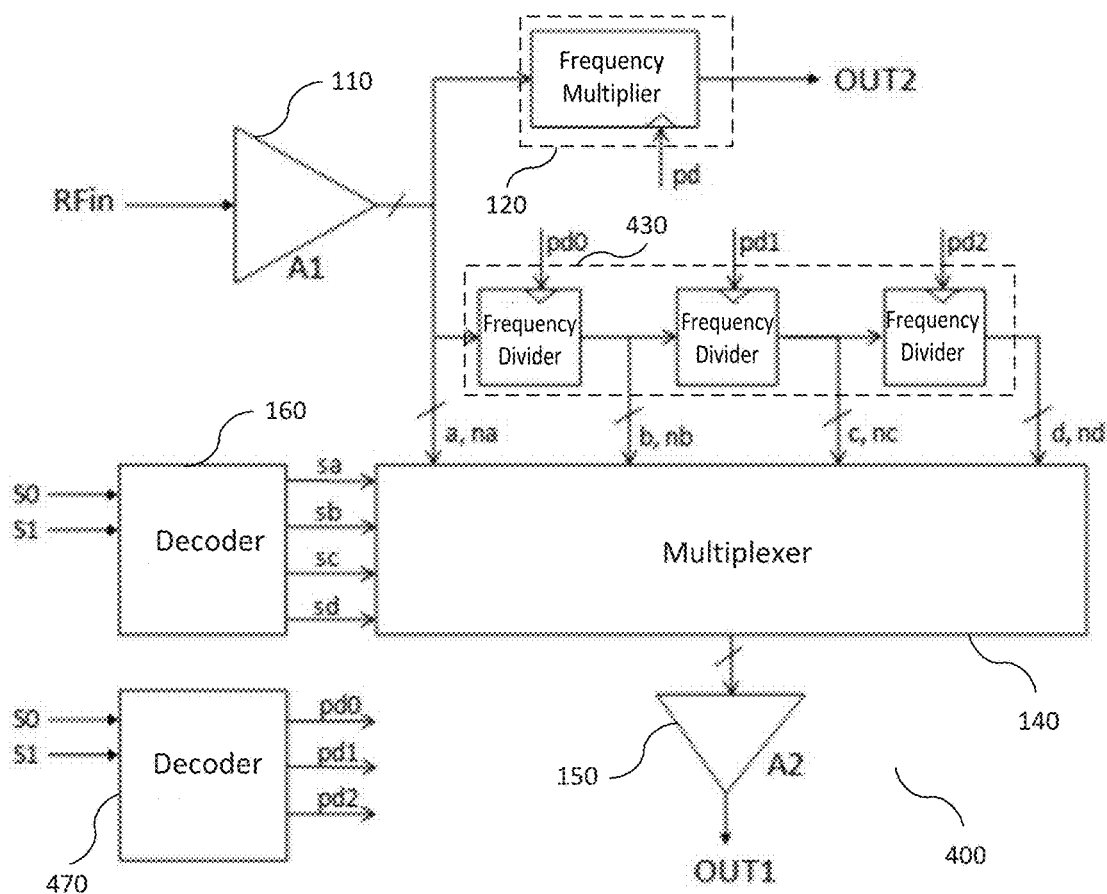 110
Frequency
Multiplier
OUT2
RFin
A1
120
pd
430
pd0
pd1
pd2
Frequency
Divider
Frequency
Divider
Frequency
Divider
160
a, na
b, nb
c, nc
d, nd
S0
S1
Decoder
sa
sb
sc
sd
Multiplexer
140
S0
S1
Decoder
pd0
pd1
pd2
150
A2
400
470
OUT1